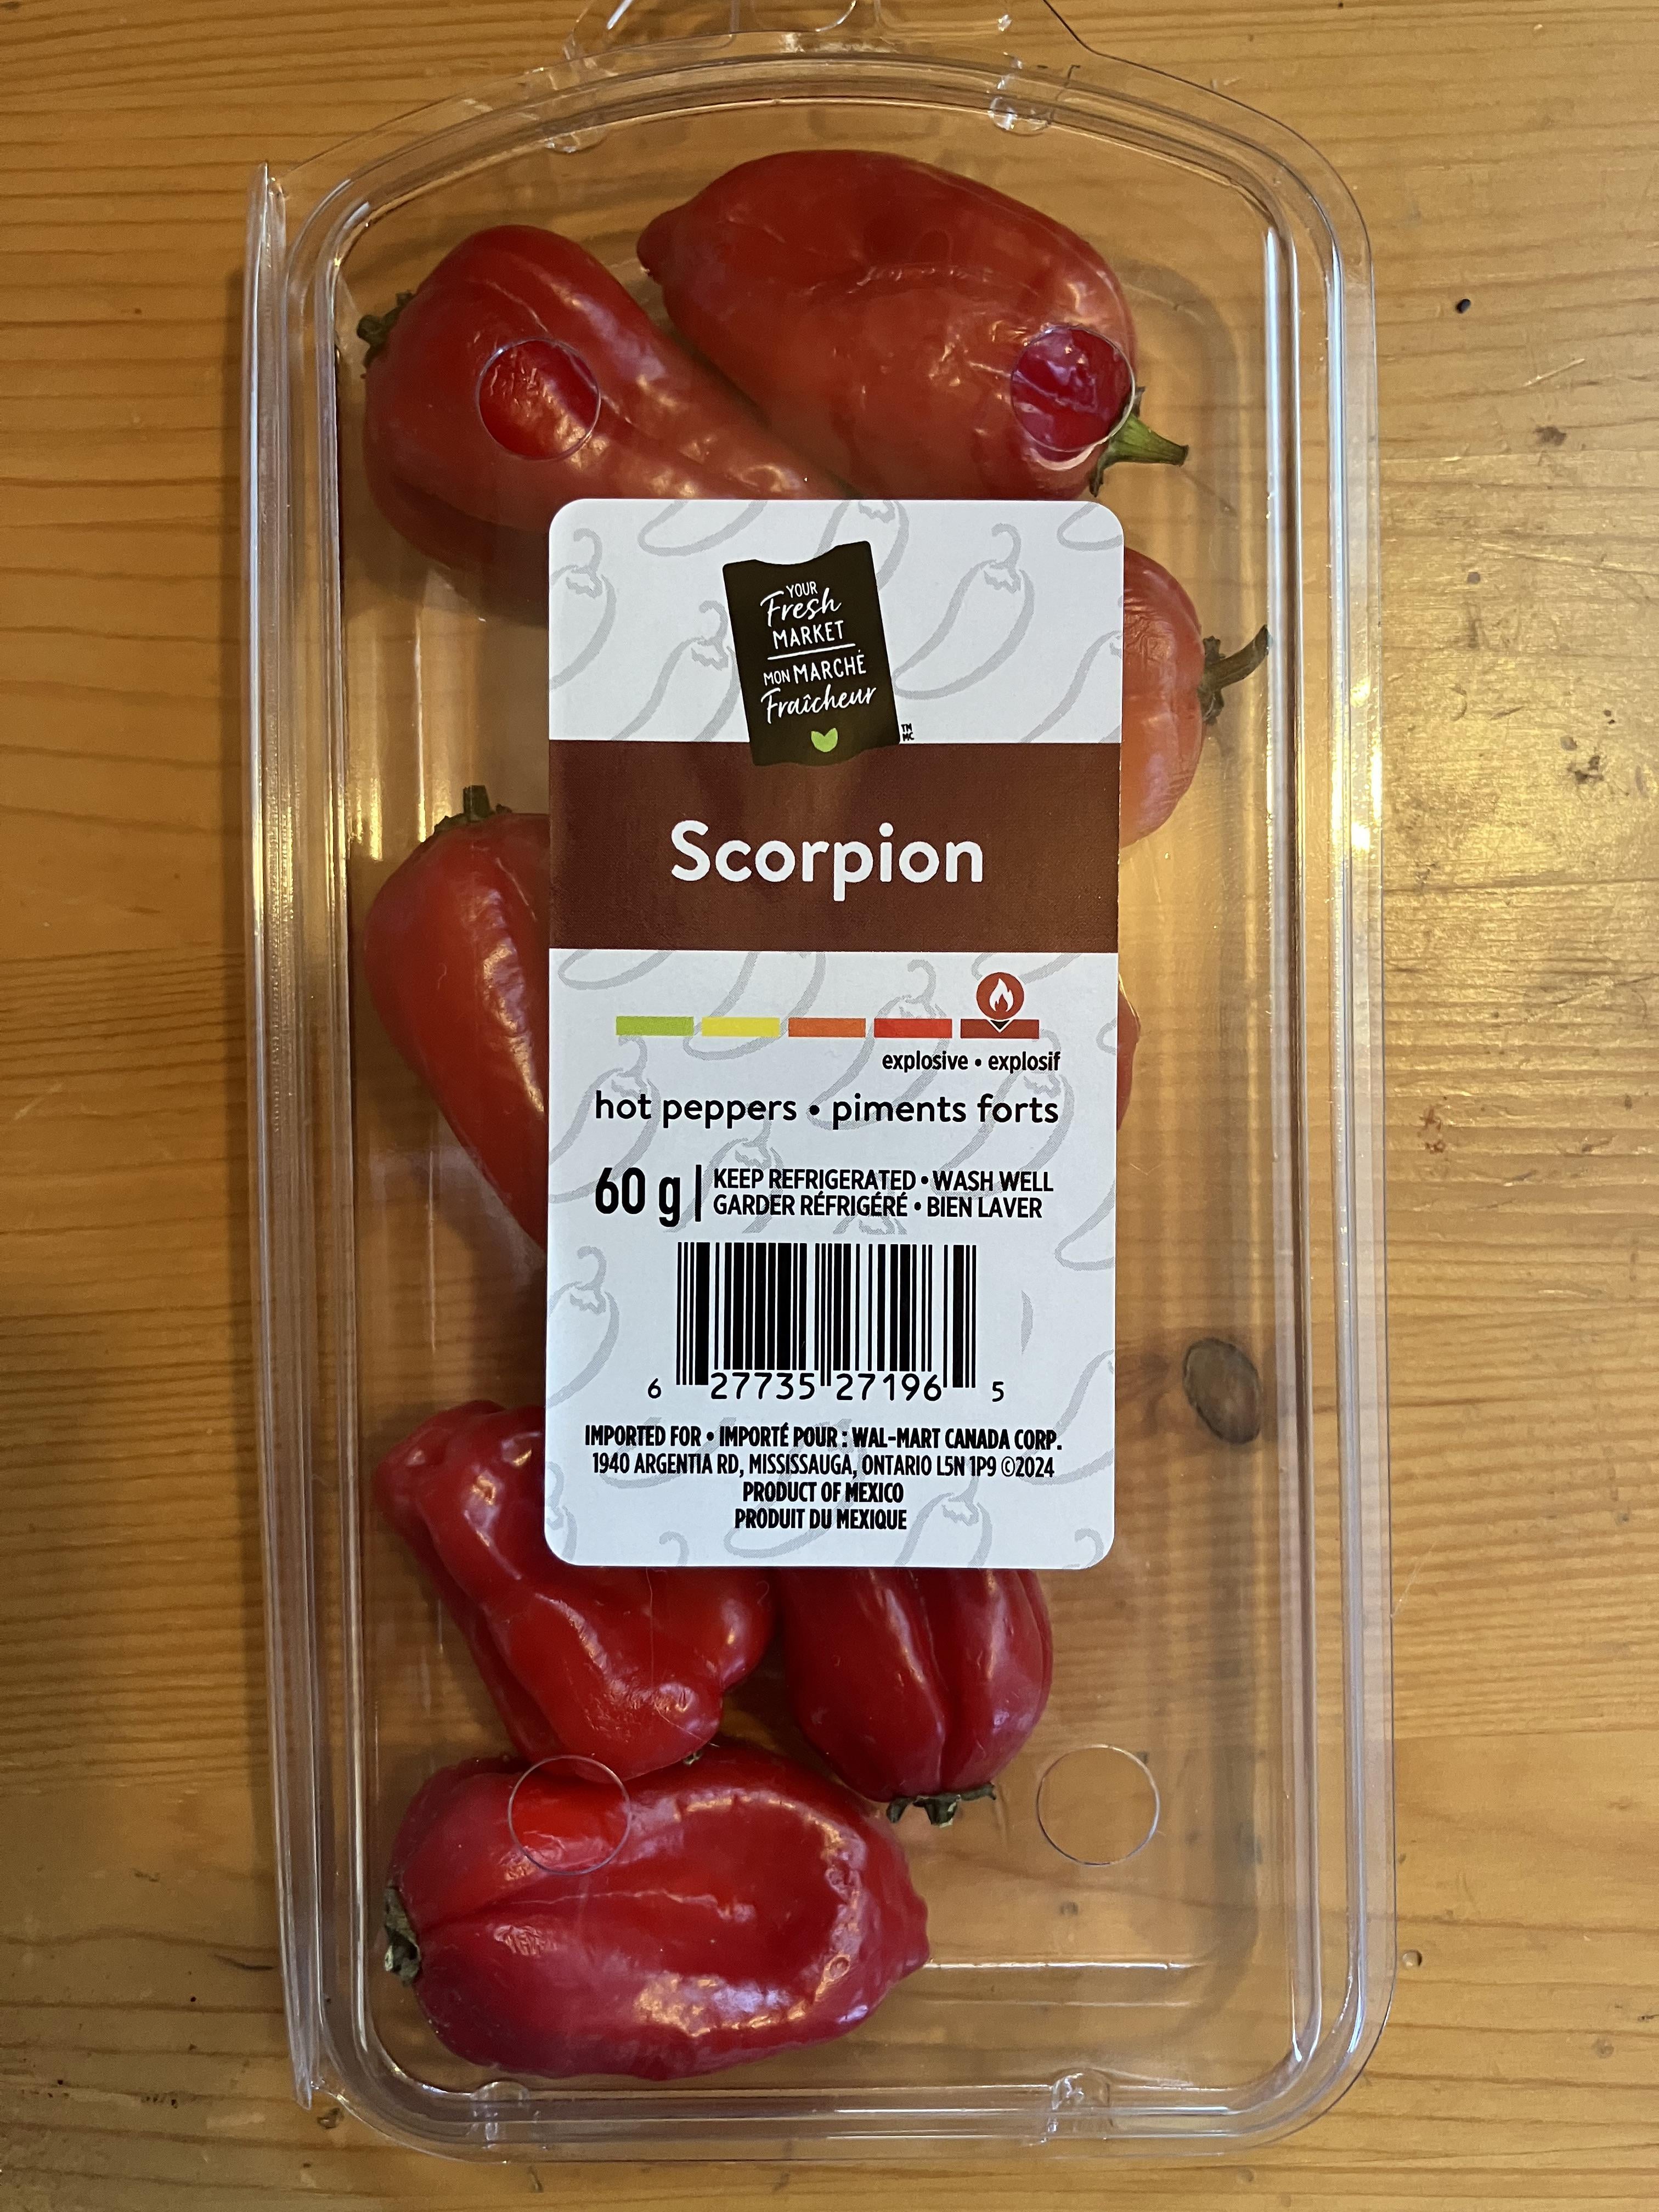 YOUR
Fresh
MARKET
MON MARCHÉ
Fraîcheur
TM
MC
Scorpion
explosive • explosif
hot peppers • piments forts
60 g | KEEP REFRIGERATED • WASH WELL
GARDER RÉFRIGÉRÉ • BIEN LAVER
6 27735 27196 5
IMPORTED FOR • IMPORTÉ POUR : WAL-MART CANADA CORP.
1940 ARGENTIA RD, MISSISSAUGA, ONTARIO L5N 1P9 ©2024
PRODUCT OF MEXICO
PRODUIT DU MEXIQUE